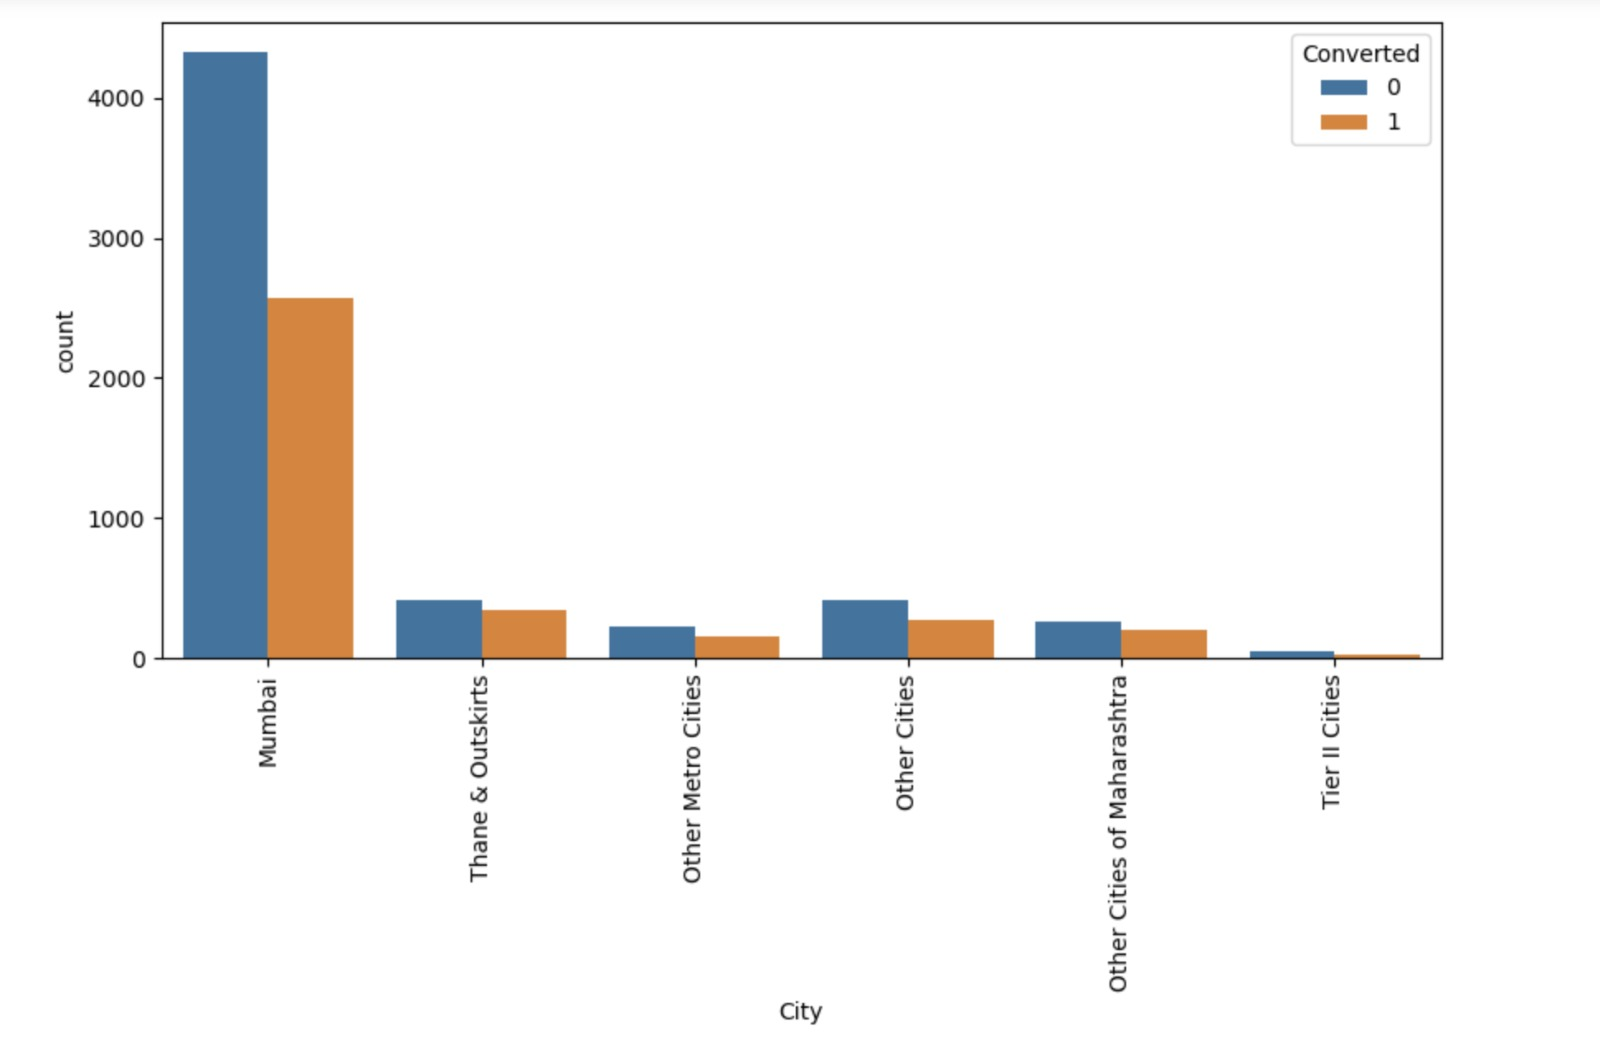 Converted
0
1
4000
3000
2000
1000
0
count
Mumbai
Thane & Outskirts
Other Metro Cities
Other Cities
Other Cities of Maharashtra
Tier II Cities
City